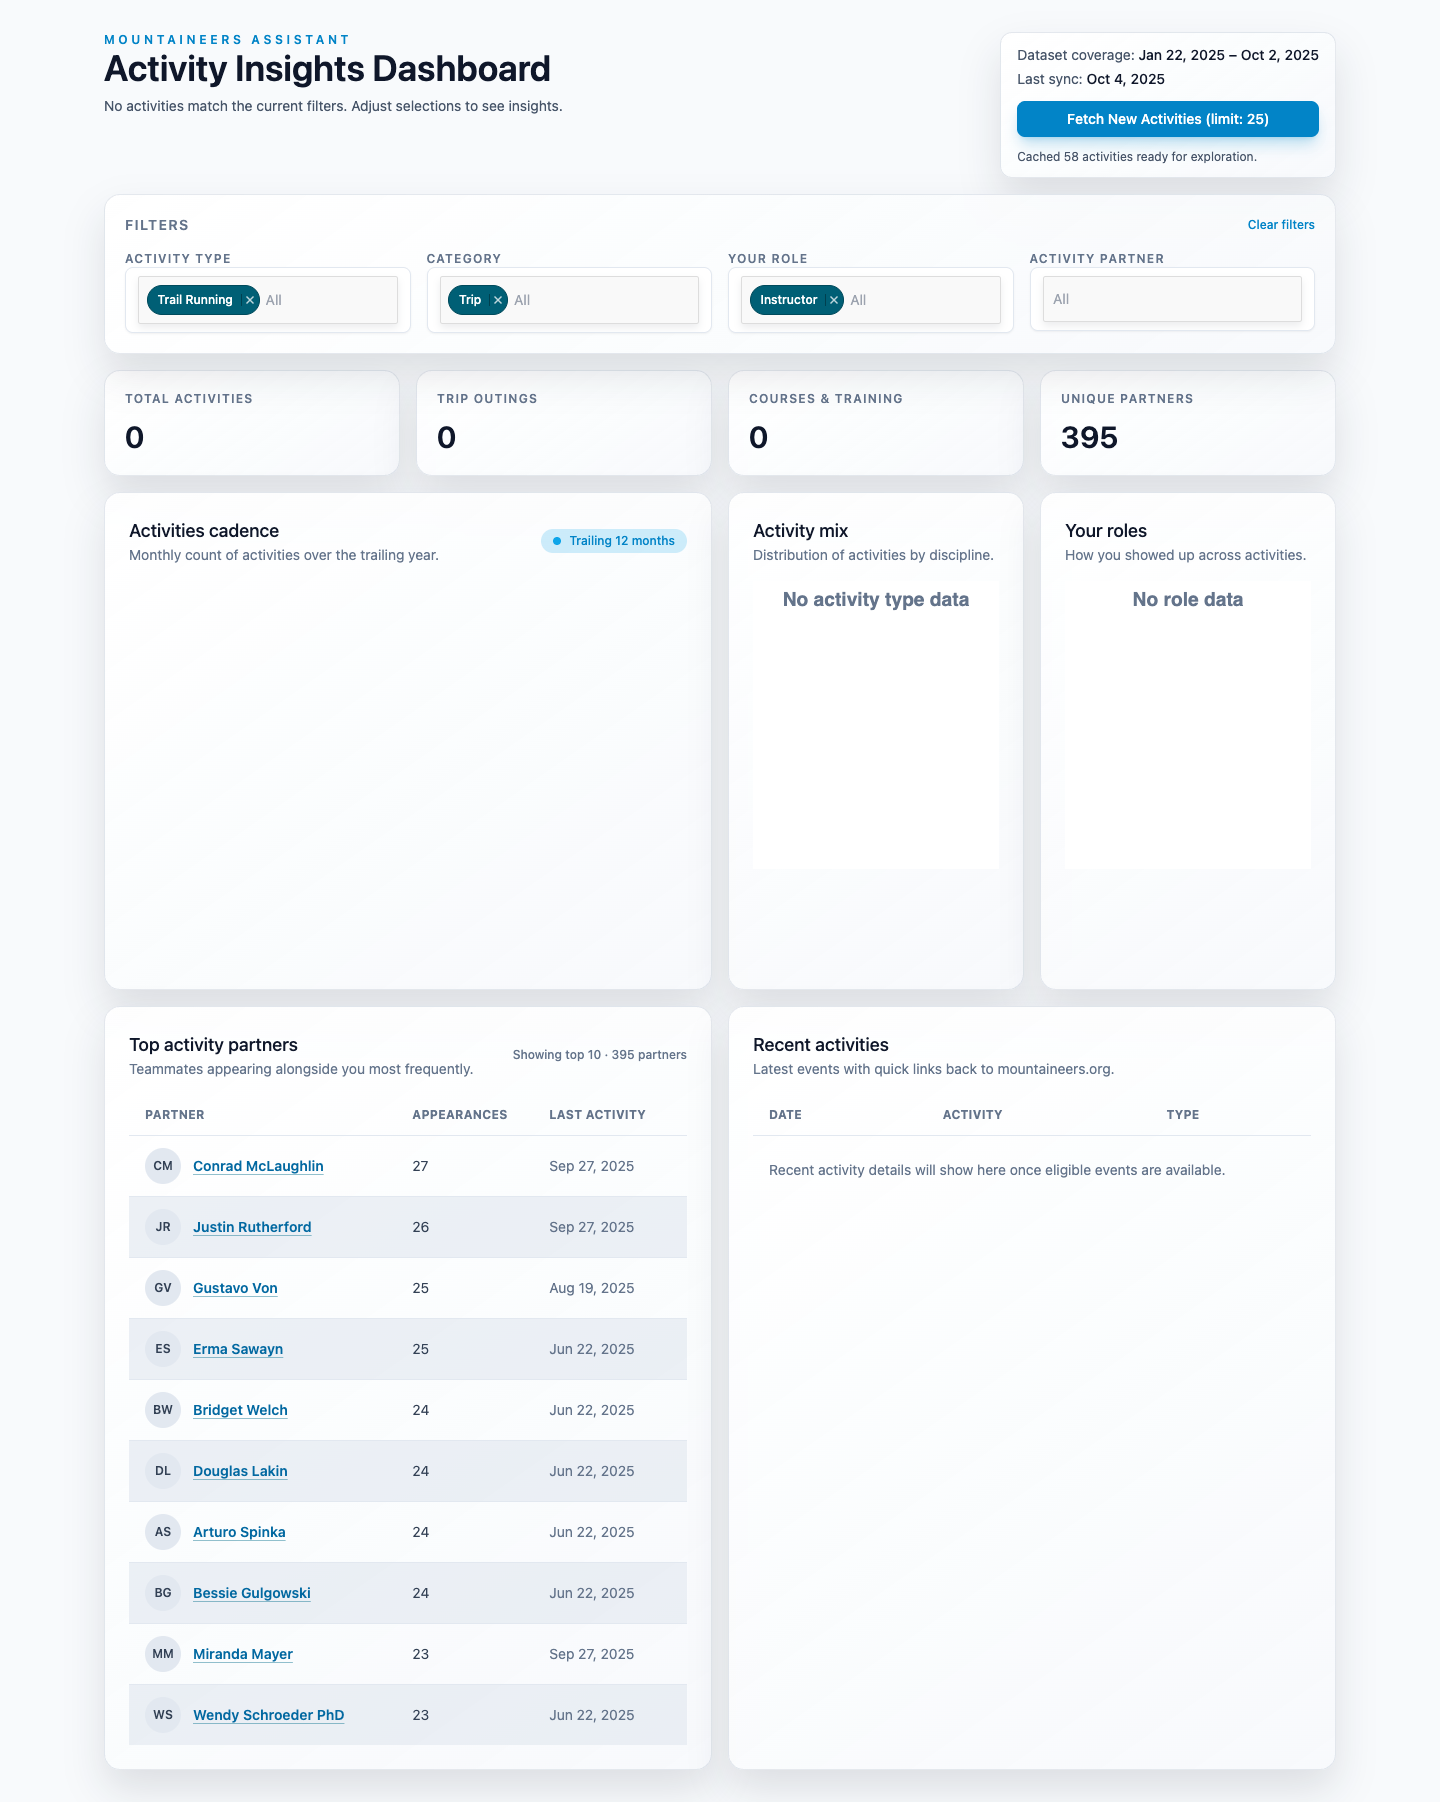 MOUNTAINEERS ASSISTANT
Activity Insights Dashboard
No activities match the current filters. Adjust selections to see insights.
Dataset coverage: Jan 22, 2025 – Oct 2, 2025
Last sync: Oct 4, 2025
Fetch New Activities (limit: 25)
Cached 58 activities ready for exploration.
FILTERS
Clear filters
ACTIVITY TYPE
Trail Running × All
CATEGORY
Trip × All
YOUR ROLE
Instructor × All
ACTIVITY PARTNER
All
TOTAL ACTIVITIES
0
TRIP OUTINGS
0
COURSES & TRAINING
0
UNIQUE PARTNERS
395
Activities cadence
Monthly count of activities over the trailing year.
Trailing 12 months
Activity mix
Distribution of activities by discipline.
No activity type data
Your roles
How you showed up across activities.
No role data
Top activity partners
Teammates appearing alongside you most frequently.
Showing top 10 · 395 partners
PARTNER APPEARANCES LAST ACTIVITY
CM Conrad McLaughlin 27 Sep 27, 2025
JR Justin Rutherford 26 Sep 27, 2025
GV Gustavo Von 25 Aug 19, 2025
ES Erma Sawayn 25 Jun 22, 2025
BW Bridget Welch 24 Jun 22, 2025
DL Douglas Lakin 24 Jun 22, 2025
AS Arturo Spinka 24 Jun 22, 2025
BG Bessie Gulgowski 24 Jun 22, 2025
MM Miranda Mayer 23 Sep 27, 2025
WS Wendy Schroeder PhD 23 Jun 22, 2025
Recent activities
Latest events with quick links back to mountaineers.org.
DATE ACTIVITY TYPE
Recent activity details will show here once eligible events are available.